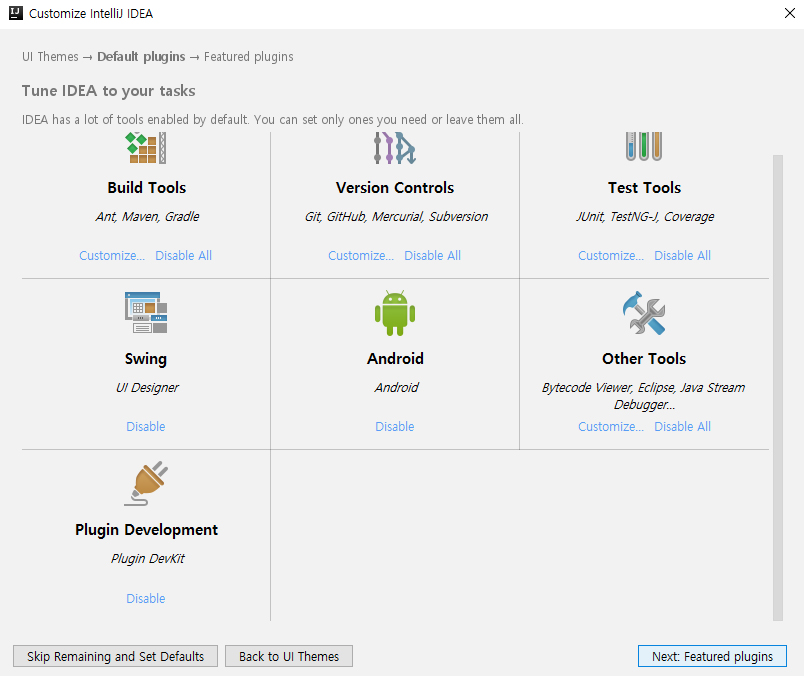 IJ
Customize IntelliJ IDEA
UI Themes → Default plugins → Featured plugins
Tune IDEA to your tasks
IDEA has a lot of tools enabled by default. You can set only ones you need or leave them all.
Build Tools
Ant, Maven, Gradle
Customize... Disable All
Version Controls
Git, GitHub, Mercurial, Subversion
Customize... Disable All
Test Tools
JUnit, TestNG-J, Coverage
Customize... Disable All
Swing
UI Designer
Disable
Android
Android
Disable
Other Tools
Bytecode Viewer, Eclipse, Java Stream
Debugger...
Customize... Disable All
Plugin Development
Plugin DevKit
Disable
Skip Remaining and Set Defaults
Back to UI Themes
Next: Featured plugins